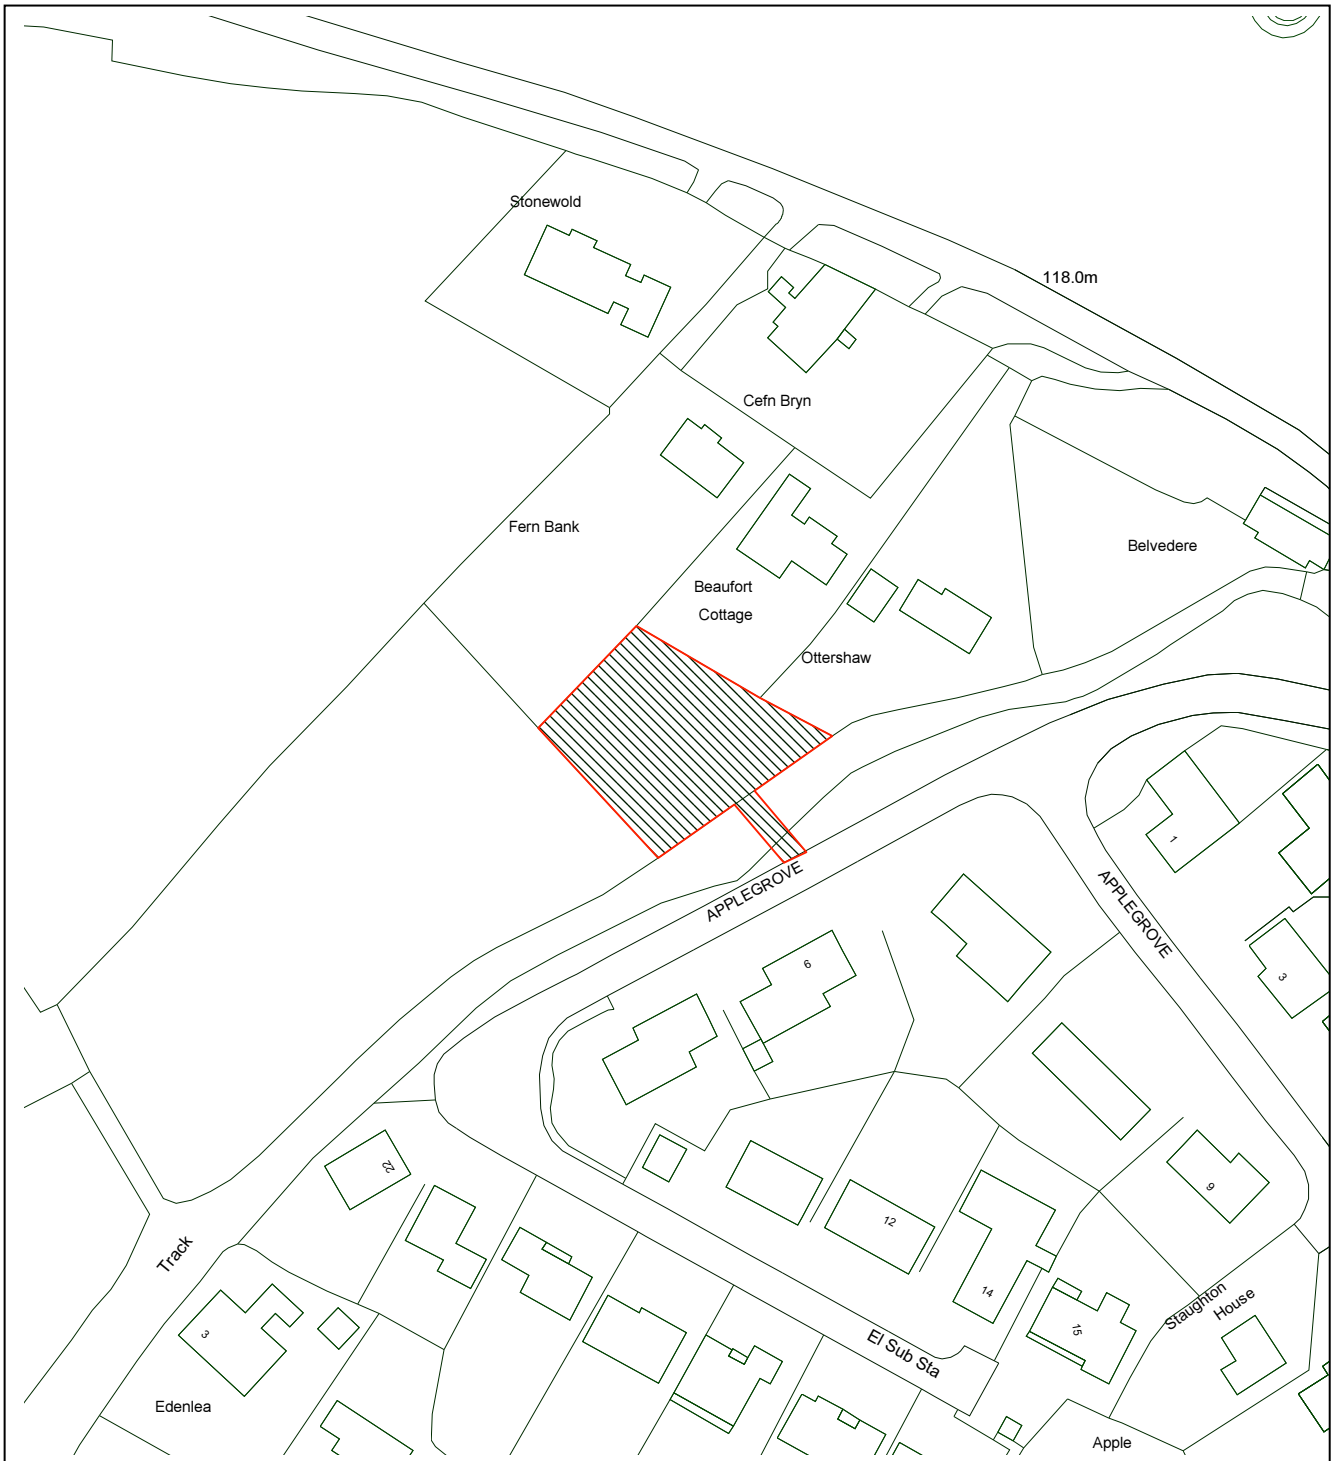 Stonewold
118.0m
Cefn Bryn
Fern Bank
Belvedere
Beaufort
Cottage
Ottershaw
1
APPLEGROVE
APPLEGROVE
6
3
22
12
9
Track
14
Staughton
House
3
15
El Sub Sta
Edenlea
Apple